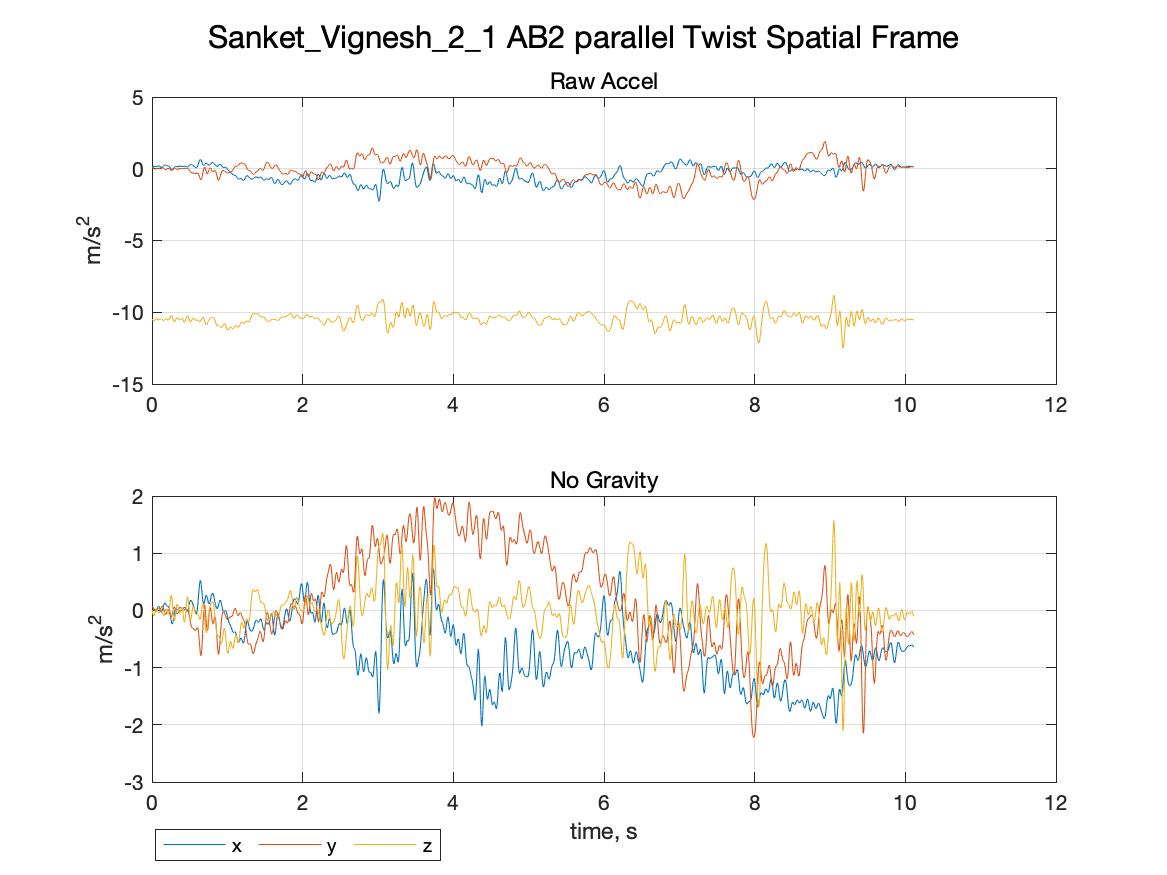 Sanket_Vignesh_2_1 AB2 parallel Twist Spatial Frame
Raw Accel
5
0
-5
-10
-15
m/s²
0 2 4 6 8 10 12
No Gravity
2
1
0
-1
-2
-3
m/s²
0 2 4 6 8 10 12
time, s
x y z